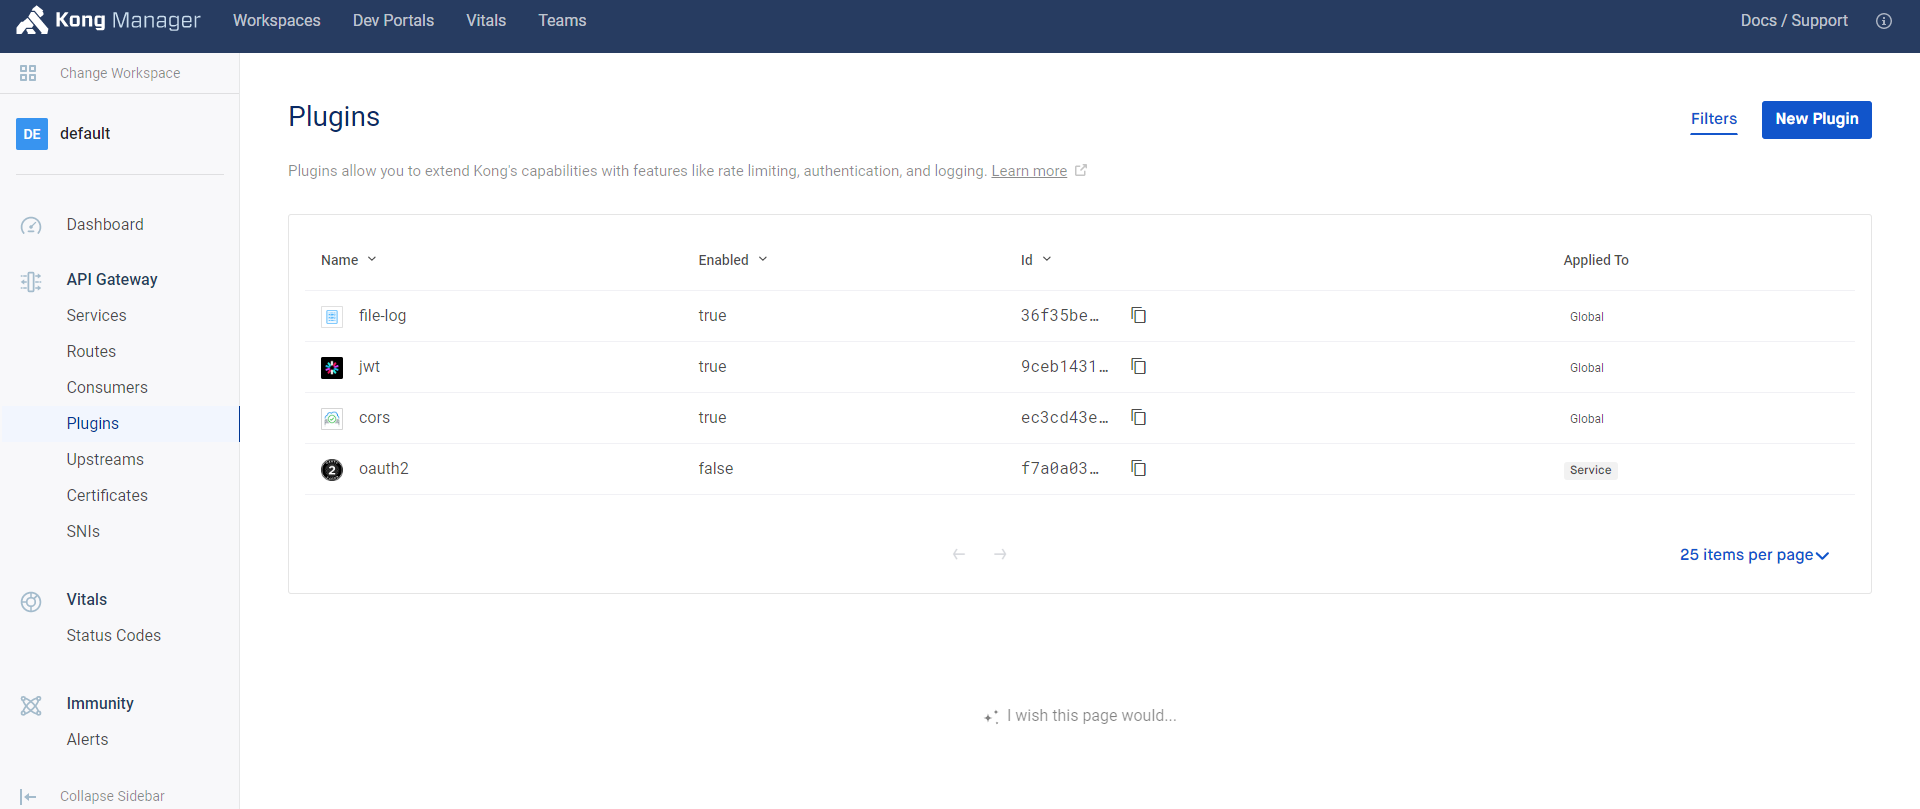 Kong Manager Workspaces Dev Portals Vitals Teams Docs / Support
Change Workspace
DE default
Dashboard
API Gateway
Services
Routes
Consumers
Plugins
Upstreams
Certificates
SNIs
Vitals
Status Codes
Immunity
Alerts
Collapse Sidebar
Plugins
Filters New Plugin
Plugins allow you to extend Kong's capabilities with features like rate limiting, authentication, and logging. Learn more
Name Enabled Id Applied To
file-log true 36f35be… Global
jwt true 9ceb1431… Global
cors true ec3cd43e… Global
2 oauth2 false f7a0a03… Service
25 items per page
I wish this page would...